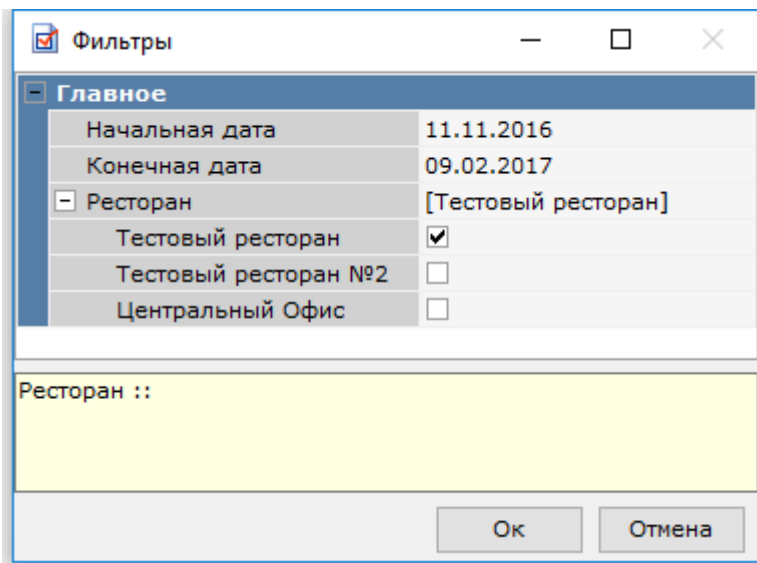 Фильтры
Главное
Начальная дата 11.11.2016
Конечная дата 09.02.2017
Ресторан [Тестовый ресторан]
Тестовый ресторан
Тестовый ресторан №2
Центральный Офис
Ресторан ::
Ок Отмена